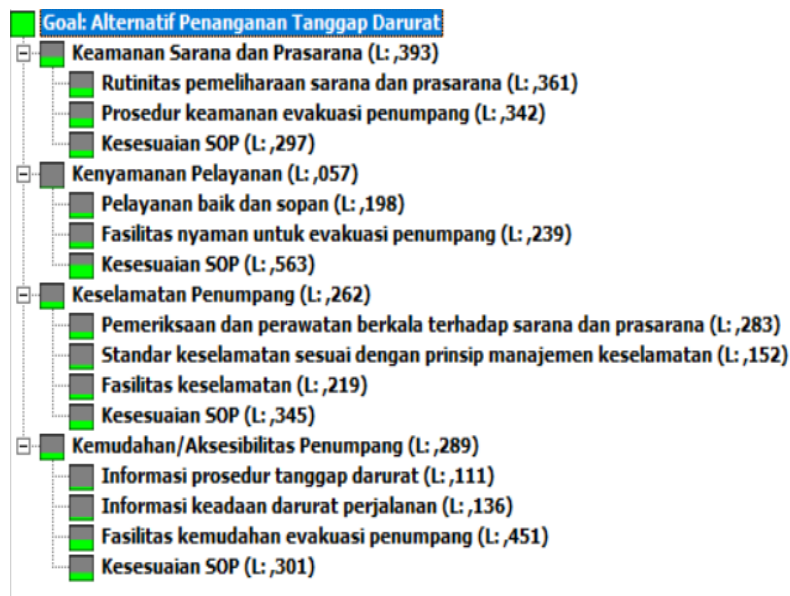 Goal: Alternatif Penanganan Tanggap Darurat
Keamanan Sarana dan Prasarana (L: ,393)
Rutinitas pemeliharaan sarana dan prasarana (L: ,361)
Prosedur keamanan evakuasi penumpang (L: ,342)
Kesesuaian SOP (L: ,297)
Kenyamanan Pelayanan (L: ,057)
Pelayanan baik dan sopan (L: ,198)
Fasilitas nyaman untuk evakuasi penumpang (L: ,239)
Kesesuaian SOP (L: ,563)
Keselamatan Penumpang (L: ,262)
Pemeriksaan dan perawatan berkala terhadap sarana dan prasarana (L: ,283)
Standar keselamatan sesuai dengan prinsip manajemen keselamatan (L: ,152)
Fasilitas keselamatan (L: ,219)
Kesesuaian SOP (L: ,345)
Kemudahan/Aksesibilitas Penumpang (L: ,289)
Informasi prosedur tanggap darurat (L: ,111)
Informasi keadaan darurat perjalanan (L: ,136)
Fasilitas kemudahan evakuasi penumpang (L: ,451)
Kesesuaian SOP (L: ,301)